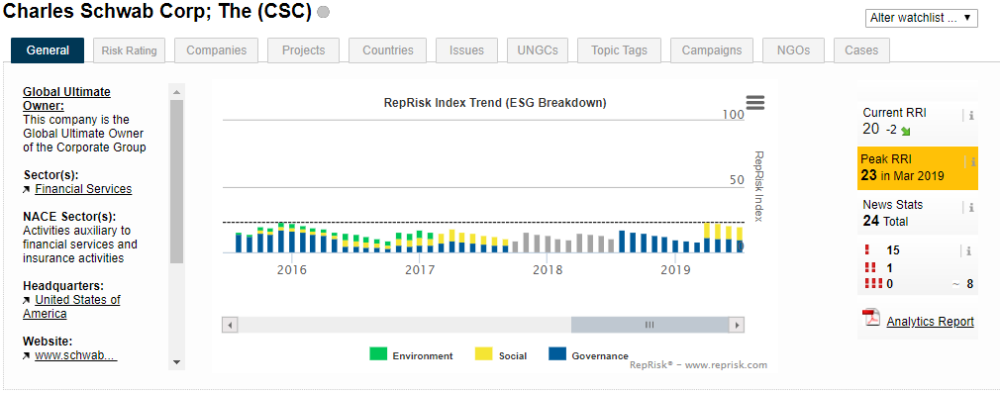 Charles Schwab Corp; The (CSC)
Alter watchlist ... ▼
General
Risk Rating
Companies
Projects
Countries
Issues
UNGCs
Topic Tags
Campaigns
NGOs
Cases
Global Ultimate
Owner:
This company is the
Global Ultimate Owner
of the Corporate Group
Sector(s):
Financial Services
NACE Sector(s):
Activities auxliary to
financial services and
insurance activities
Headquarters:
United States of
America
Website:
www.schwab...
RepRisk Index Trend (ESG Breakdown)
100
50
0
RepRisk Index
2016
2017
2018
2019
Environment
Social
Governance
RepRisk® - www.reprisk.com
Current RRI
20 -2
Peak RRI
23 in Mar 2019
News Stats
24 Total
15
1
0 ~ 8
Analytics Report